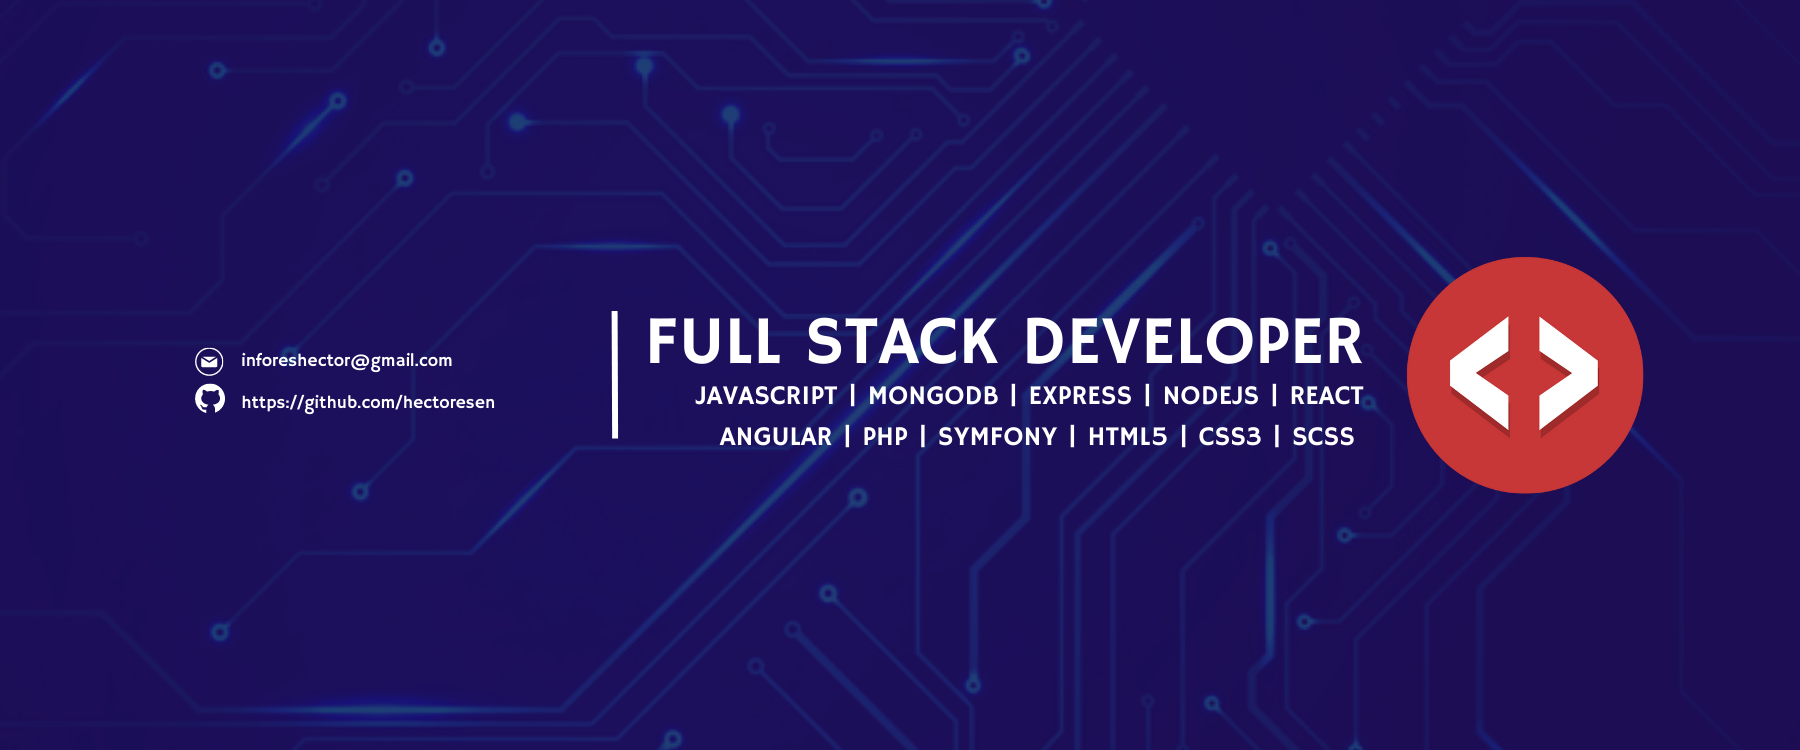 inforeshector@gmail.com
https://github.com/hectoresen
FULL STACK DEVELOPER
JAVASCRIPT | MONGODB | EXPRESS | NODEJS | REACT
ANGULAR | PHP | SYMFONY | HTML5 | CSS3 | SCSS